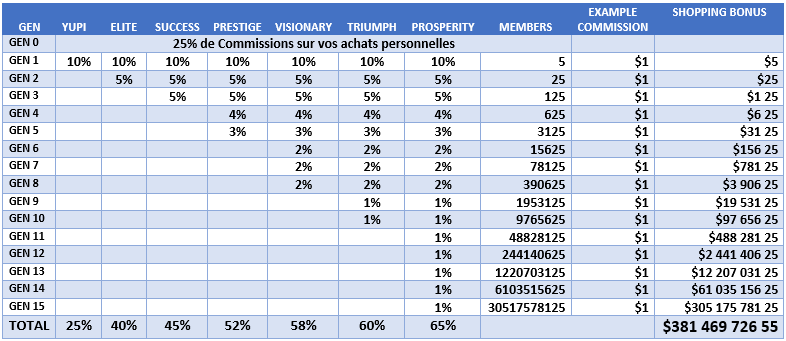 GEN YUPI ELITE SUCCESS PRESTIGE VISIONARY TRIUMPH PROSPERITY MEMBERS EXAMPLE COMMISSION SHOPPING BONUS
GEN 0 25% de Commissions sur vos achats personnelles
GEN 1 10% 10% 10% 10% 10% 10% 10% 5 $1 $5
GEN 2 5% 5% 5% 5% 5% 5% 25 $1 $25
GEN 3 5% 5% 5% 5% 5% 125 $1 $1 25
GEN 4 4% 4% 4% 4% 625 $1 $6 25
GEN 5 3% 3% 3% 3% 3125 $1 $31 25
GEN 6 2% 2% 2% 15625 $1 $156 25
GEN 7 2% 2% 2% 78125 $1 $781 25
GEN 8 2% 2% 2% 390625 $1 $3 906 25
GEN 9 1% 1% 1953125 $1 $19 531 25
GEN 10 1% 1% 9765625 $1 $97 656 25
GEN 11 1% 48828125 $1 $488 281 25
GEN 12 1% 244140625 $1 $2 441 406 25
GEN 13 1% 1220703125 $1 $12 207 031 25
GEN 14 1% 6103515625 $1 $61 035 156 25
GEN 15 1% 30517578125 $1 $305 175 781 25
TOTAL 25% 40% 45% 52% 58% 60% 65% $381 469 726 55